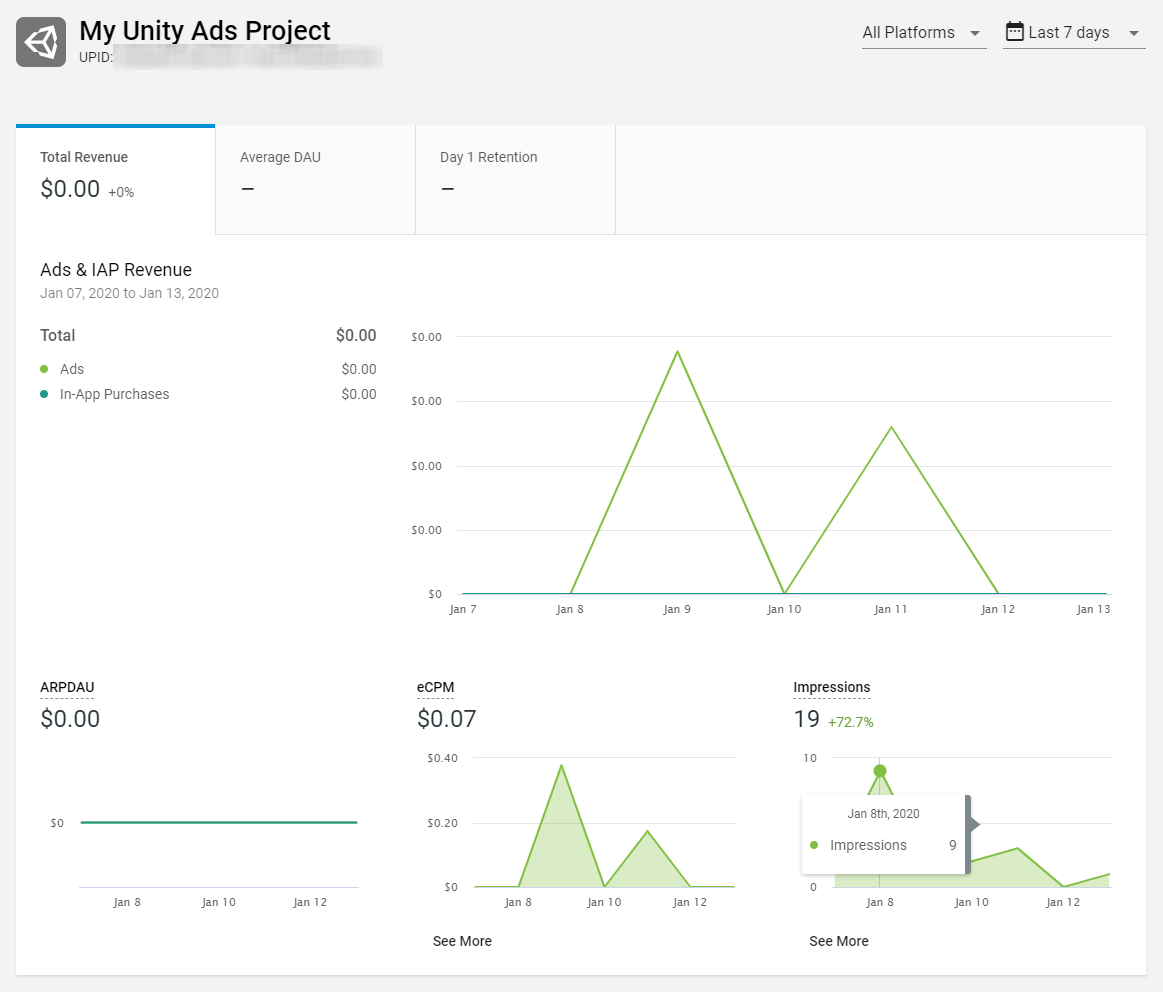 My Unity Ads Project
UPID:
All Platforms
Last 7 days
Total Revenue
$0.00 +0%
Average DAU
–
Day 1 Retention
–
Ads & IAP Revenue
Jan 07, 2020 to Jan 13, 2020
Total $0.00
Ads $0.00
In-App Purchases $0.00
$0.00
$0.00
$0.00
$0.00
$0
Jan 7 Jan 8 Jan 9 Jan 10 Jan 11 Jan 12 Jan 13
ARPDAU
$0.00
$0
Jan 8 Jan 10 Jan 12
eCPM
$0.07
$0.40
$0.20
$0
Jan 8 Jan 10 Jan 12
See More
Impressions
19 +72.7%
10
Jan 8th, 2020
Impressions 9
0
Jan 8 Jan 10 Jan 12
See More